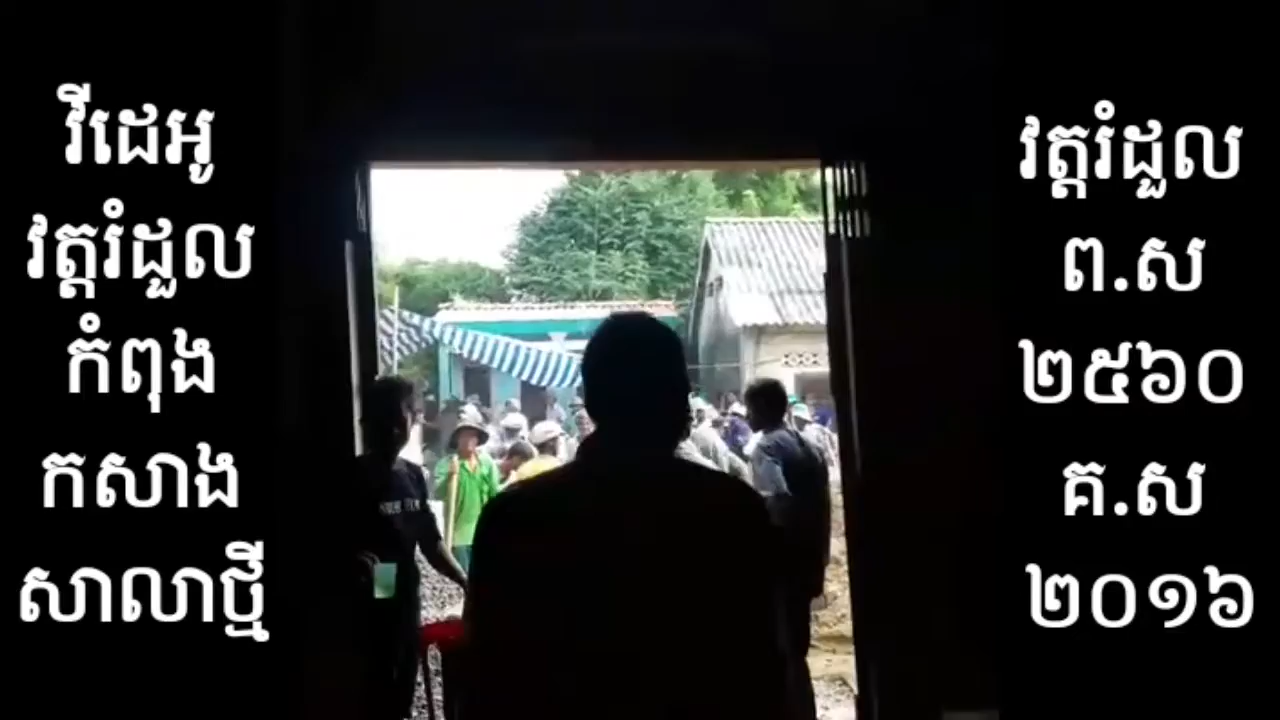 វីដេអូ
វត្តរំដួល
កំពុង
កសាង
សាលាថ្មី
វត្តរំដួល
ព.ស
២៥៦០
គ.ស
២០១៦